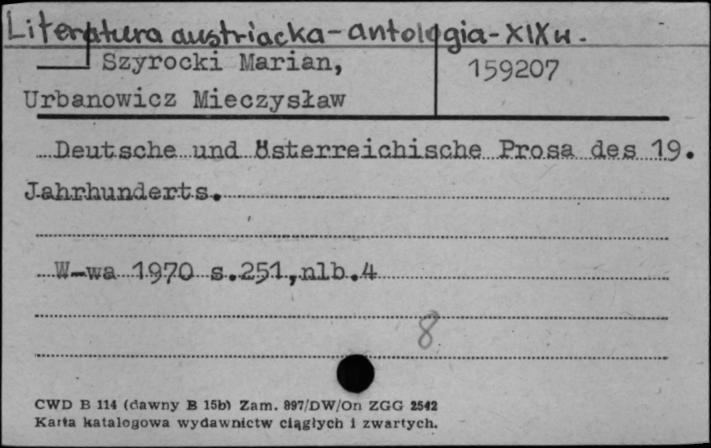 Literatura austriacka-antologia-XIXw.
Szyrocki Marian,
159207
Urbanowicz Mieczysław
Deutsche und Österreichische Prosa des 19.
Jahrhunderts.
W-wa 1970 s.251,nlb.4
8
CWD B 114 (dawny B 15b) Zam. 897/DW/On ZGG 2542
Karta katalogowa wydawnictw ciągłych i zwartych.